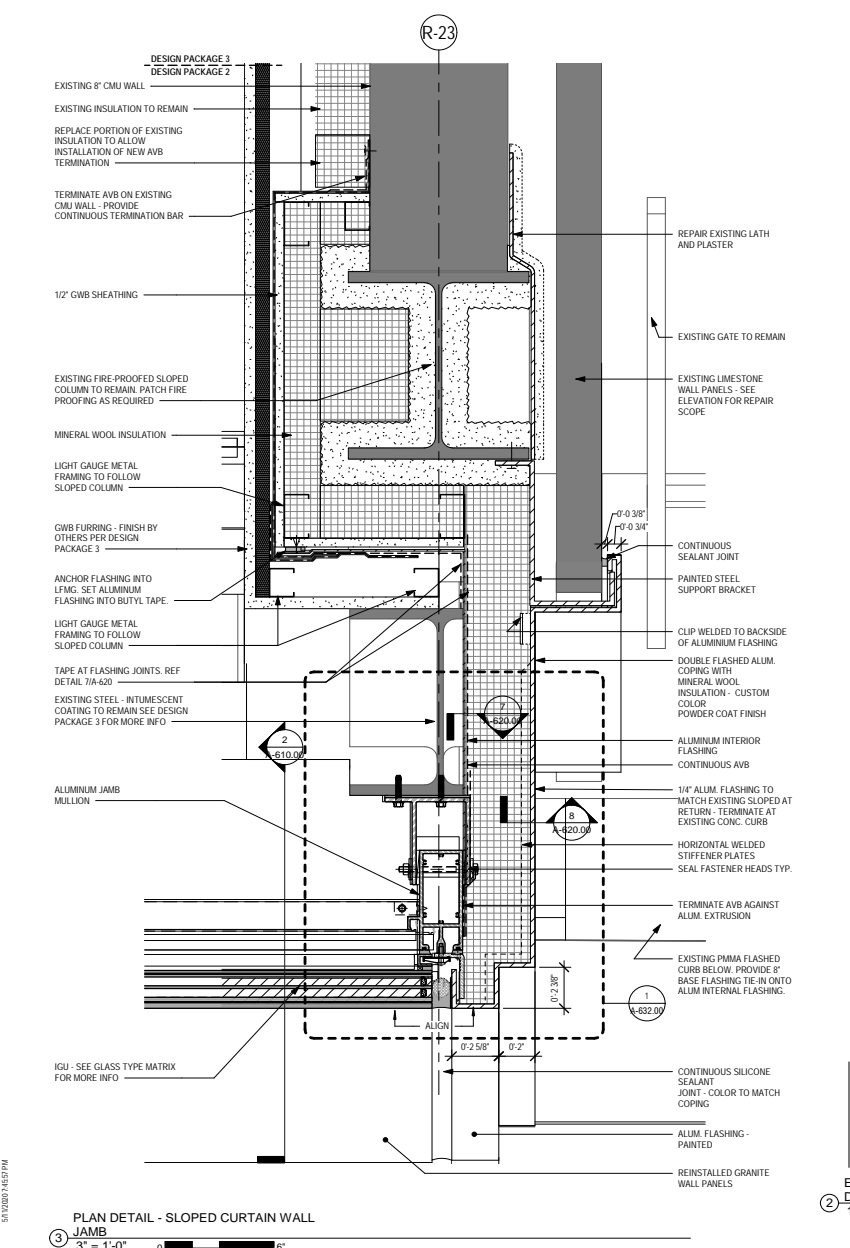 R-23
DESIGN PACKAGE 3
DESIGN PACKAGE 2
EXISTING 8" CMU WALL
EXISTING INSULATION TO REMAIN
REPLACE PORTION OF EXISTING
INSULATION TO ALLOW
INSTALLATION OF NEW AVB
TERMINATION
TERMINATE AVB ON EXISTING
CMU WALL - PROVIDE
CONTINUOUS TERMINATION BAR
1/2" GWB SHEATHING
EXISTING FIRE-PROOFED SLOPED
COLUMN TO REMAIN. PATCH FIRE
PROOFING AS REQUIRED
MINERAL WOOL INSULATION
LIGHT GAUGE METAL
FRAMING TO FOLLOW
SLOPED COLUMN
GWB FURRING - FINISH BY
OTHERS PER DESIGN
PACKAGE 3
ANCHOR FLASHING INTO
LFMG. SET ALUMINUM
FLASHING INTO BUTYL TAPE.
LIGHT GAUGE METAL
FRAMING TO FOLLOW
SLOPED COLUMN
TAPE AT FLASHING JOINTS. REF
DETAIL 7/A-620
EXISTING STEEL - INTUMESCENT
COATING TO REMAIN SEE DESIGN
PACKAGE 3 FOR MORE INFO
2
A-610.00
ALUMINUM JAMB
MULLION
IGU - SEE GLASS TYPE MATRIX
FOR MORE INFO
REPAIR EXISTING LATH
AND PLASTER
EXISTING GATE TO REMAIN
EXISTING LIMESTONE
WALL PANELS - SEE
ELEVATION FOR REPAIR
SCOPE
0'-0 3/8"
0'-0 3/4"
CONTINUOUS
SEALANT JOINT
PAINTED STEEL
SUPPORT BRACKET
CLIP WELDED TO BACKSIDE
OF ALUMINIUM FLASHING
DOUBLE FLASHED ALUM.
COPING WITH
MINERAL WOOL
INSULATION - CUSTOM
COLOR
POWDER COAT FINISH
7
A-620.00
ALUMINUM INTERIOR
FLASHING
CONTINUOUS AVB
1/4" ALUM. FLASHING TO
MATCH EXISTING SLOPED AT
RETURN - TERMINATE AT
EXISTING CONC. CURB
8
A-620.00
HORIZONTAL WELDED
STIFFENER PLATES
SEAL FASTENER HEADS TYP.
TERMINATE AVB AGAINST
ALUM. EXTRUSION
EXISTING PMMA FLASHED
CURB BELOW. PROVIDE 8"
BASE FLASHING TIE-IN ONTO
ALUM INTERNAL FLASHING.
0'-2 3/8"
1
A-632.00
ALIGN
0'-2 5/8"
0'-2"
CONTINUOUS SILICONE
SEALANT
JOINT - COLOR TO MATCH
COPING
ALUM. FLASHING -
PAINTED
REINSTALLED GRANITE
WALL PANELS
5/11/2020 7:45:57 PM
PLAN DETAIL - SLOPED CURTAIN WALL
JAMB
3
3" = 1'-0"
0
6"
2